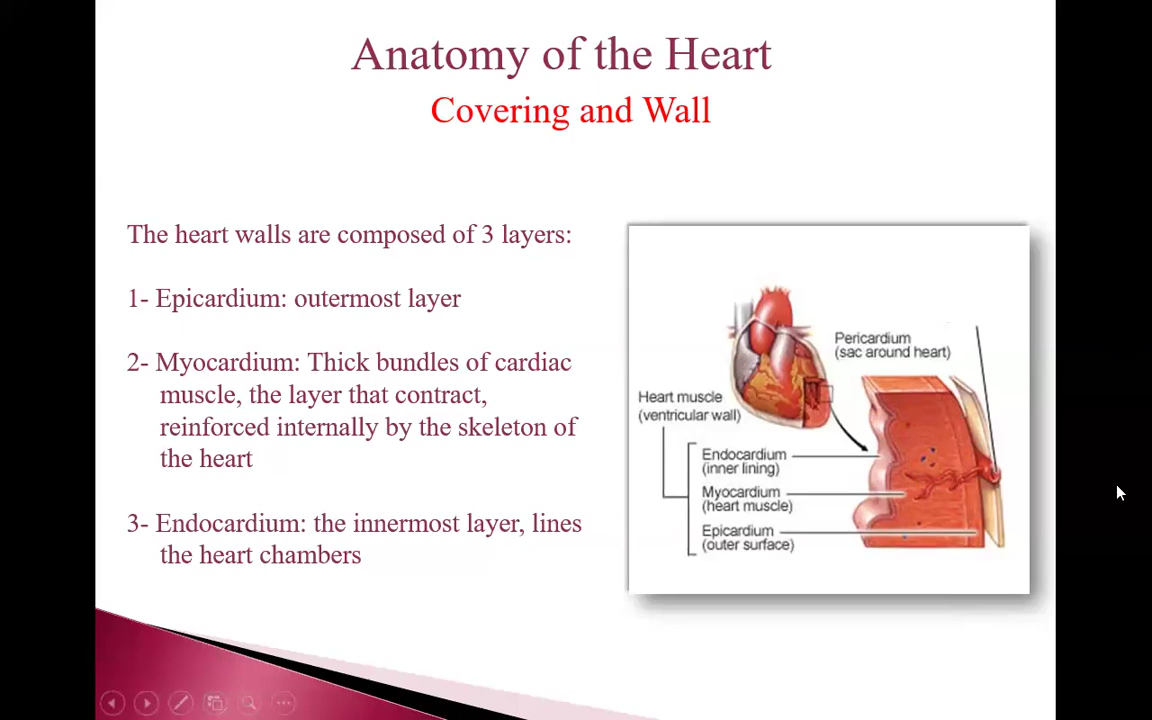 Anatomy of the Heart
Covering and Wall
The heart walls are composed of 3 layers:
1- Epicardium: outermost layer
2- Myocardium: Thick bundles of cardiac
muscle, the layer that contract,
reinforced internally by the skeleton of
the heart
3- Endocardium: the innermost layer, lines
the heart chambers
Pericardium
(sac around heart)
Heart muscle
(ventricular wall)
Endocardium
(inner lining)
Myocardium
(heart muscle)
Epicardium
(outer surface)